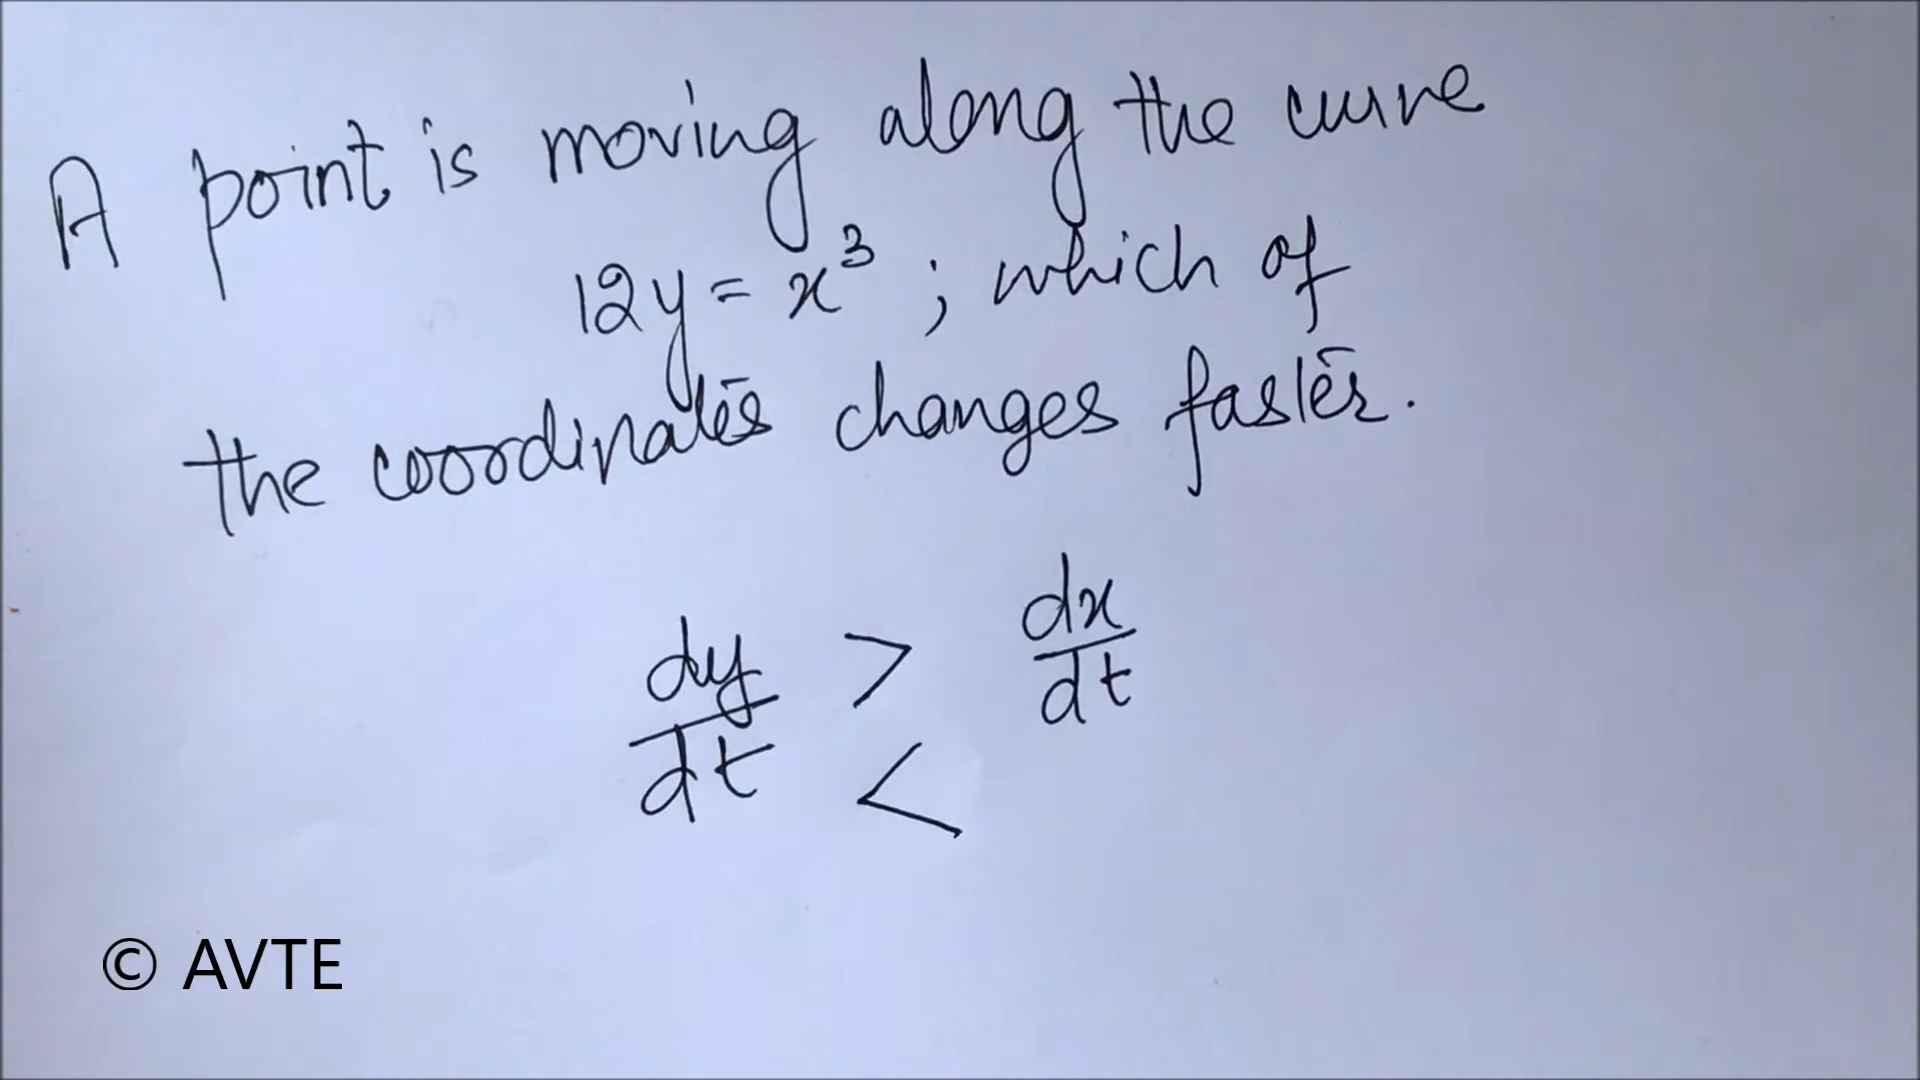 A point is moving along the curve
12y = x³ ; which of
the coordinates changes faster.
dy/dt > dx/dt
<
© AVTE